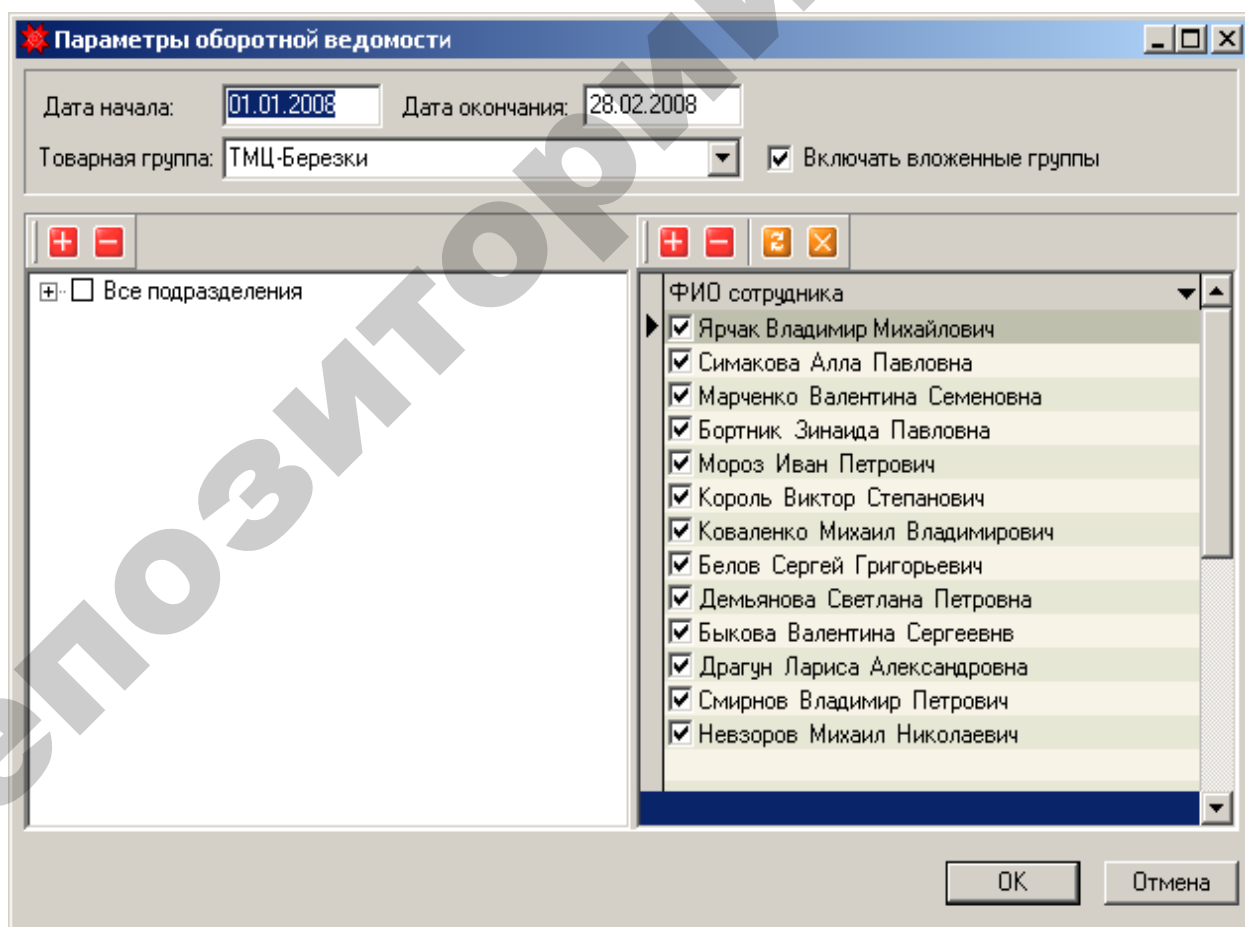 Параметры оборотной ведомости
Дата начала: 01.01.2008 Дата окончания: 28.02.2008
Товарная группа: ТМЦ-Березки Включать вложенные группы
Все подразделения
ФИО сотрудника
Ярчак Владимир Михайлович
Симакова Алла Павловна
Марченко Валентина Семеновна
Бортник Зинаида Павловна
Мороз Иван Петрович
Король Виктор Степанович
Коваленко Михаил Владимирович
Белов Сергей Григорьевич
Демьянова Светлана Петровна
Быкова Валентина Сергеевнв
Драгун Лариса Александровна
Смирнов Владимир Петрович
Невзоров Михаил Николаевич
OK Отмена